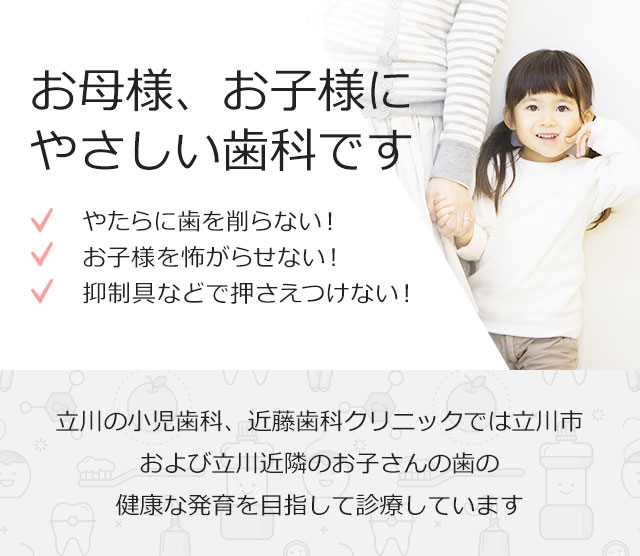 お母様、お子様に
やさしい歯科です
やたらに歯を削らない！
お子様を怖がらせない！
抑制具などで押さえつけない！
立川の小児歯科、近藤歯科クリニックでは立川市
および立川近隣のお子さんの歯の
健康な発育を目指して診療しています